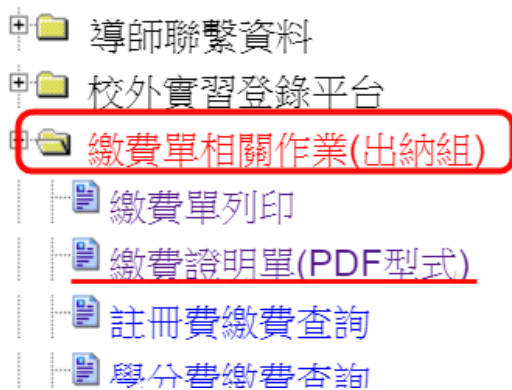 導師聯繫資料
校外實習登錄平台
繳費單相關作業(出納組)
繳費單列印
繳費證明單(PDF型式)
註冊費繳費查詢
學分費繳費查詢